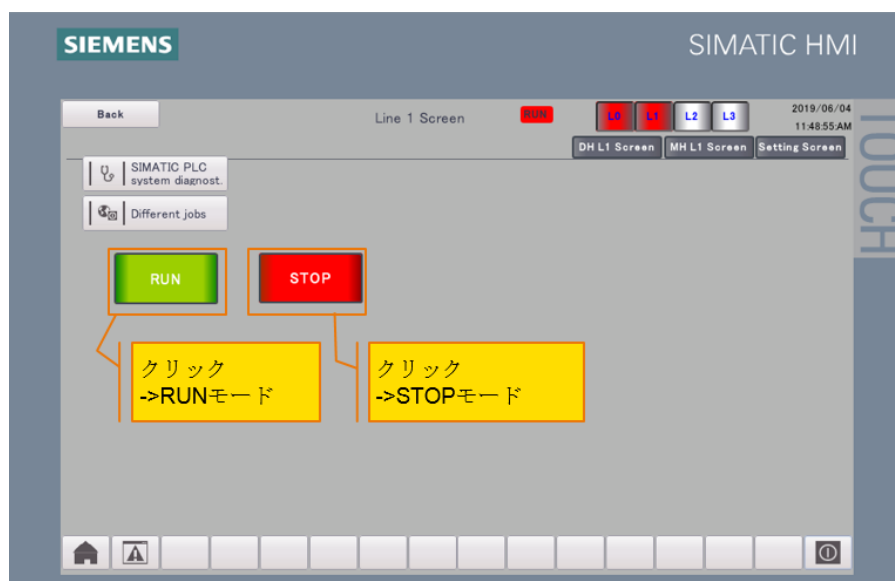 SIEMENS
SIMATIC HMI
TOUCH
Back
Line 1 Screen
RUN
L0
L1
L2
L3
2019/06/04
11:48:55 AM
DH L1 Screen
MH L1 Screen
Setting Screen
SIMATIC PLC
system diagnost.
Different jobs
RUN
STOP
クリック
->RUNモード
クリック
->STOPモード